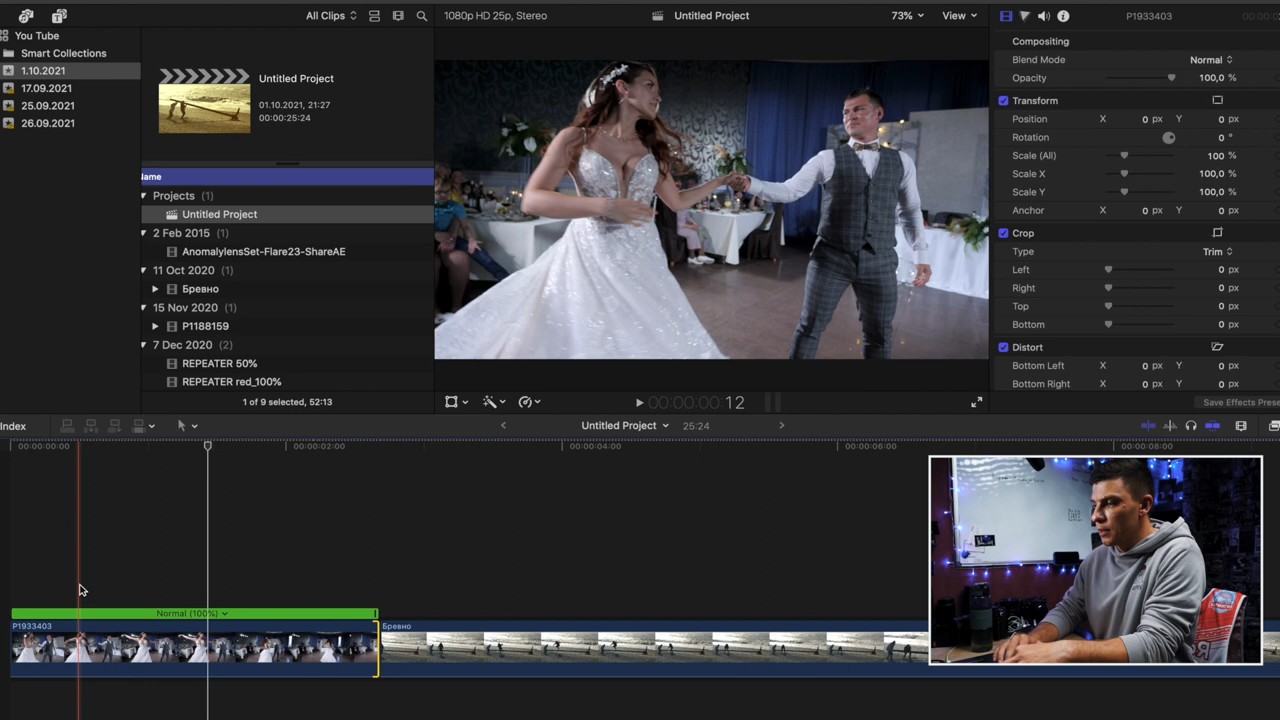 All Clips
1080p HD 25p, Stereo
Untitled Project
73%
View
P1933403
You Tube
Smart Collections
1.10.2021
17.09.2021
25.09.2021
26.09.2021
Untitled Project
01.10.2021, 21:27
00:00:25:24
Name
Projects (1)
Untitled Project
2 Feb 2015 (1)
AnomalylensSet-Flare23-ShareAE
11 Oct 2020 (1)
Бревно
15 Nov 2020 (1)
P1188159
7 Dec 2020 (2)
REPEATER 50%
REPEATER red_100%
1 of 9 selected, 52:13
00:00:00:12
Compositing
Blend Mode Normal
Opacity 100,0 %
Transform
Position X 0 px Y 0 px
Rotation 0 °
Scale (All) 100 %
Scale X 100,0 %
Scale Y 100,0 %
Anchor X 0 px Y 0 px
Crop
Type Trim
Left 0 px
Right 0 px
Top 0 px
Bottom 0 px
Distort
Bottom Left X 0 px Y 0 px
Bottom Right X 0 px Y 0 px
Save Effects Prese
Index
Untitled Project 25:24
00:00:00:00
00:00:02:00
00:00:04:00
00:00:06:00
00:00:08:00
Normal (100%)
P1933403
Бревно